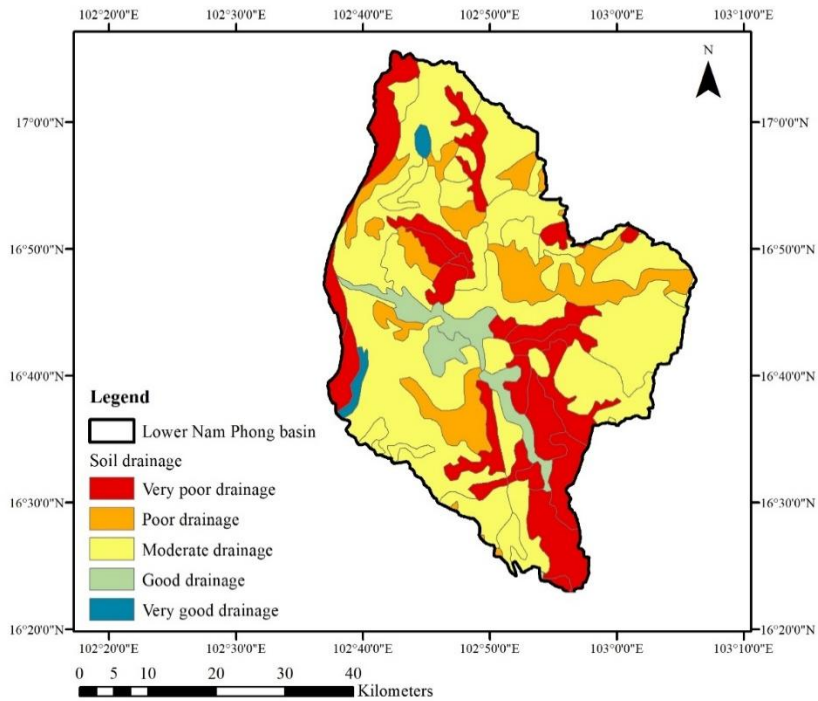 102°20'0"E 102°30'0"E 102°40'0"E 102°50'0"E 103°0'0"E 103°10'0"E
N
17°0'0"N 17°0'0"N
16°50'0"N 16°50'0"N
16°40'0"N 16°40'0"N
Legend
Lower Nam Phong basin
Soil drainage
Very poor drainage
16°30'0"N 16°30'0"N
Poor drainage
Moderate drainage
Good drainage
Very good drainage
16°20'0"N 16°20'0"N
102°20'0"E 102°30'0"E 102°40'0"E 102°50'0"E 103°0'0"E 103°10'0"E
0 5 10 20 30 40
Kilometers